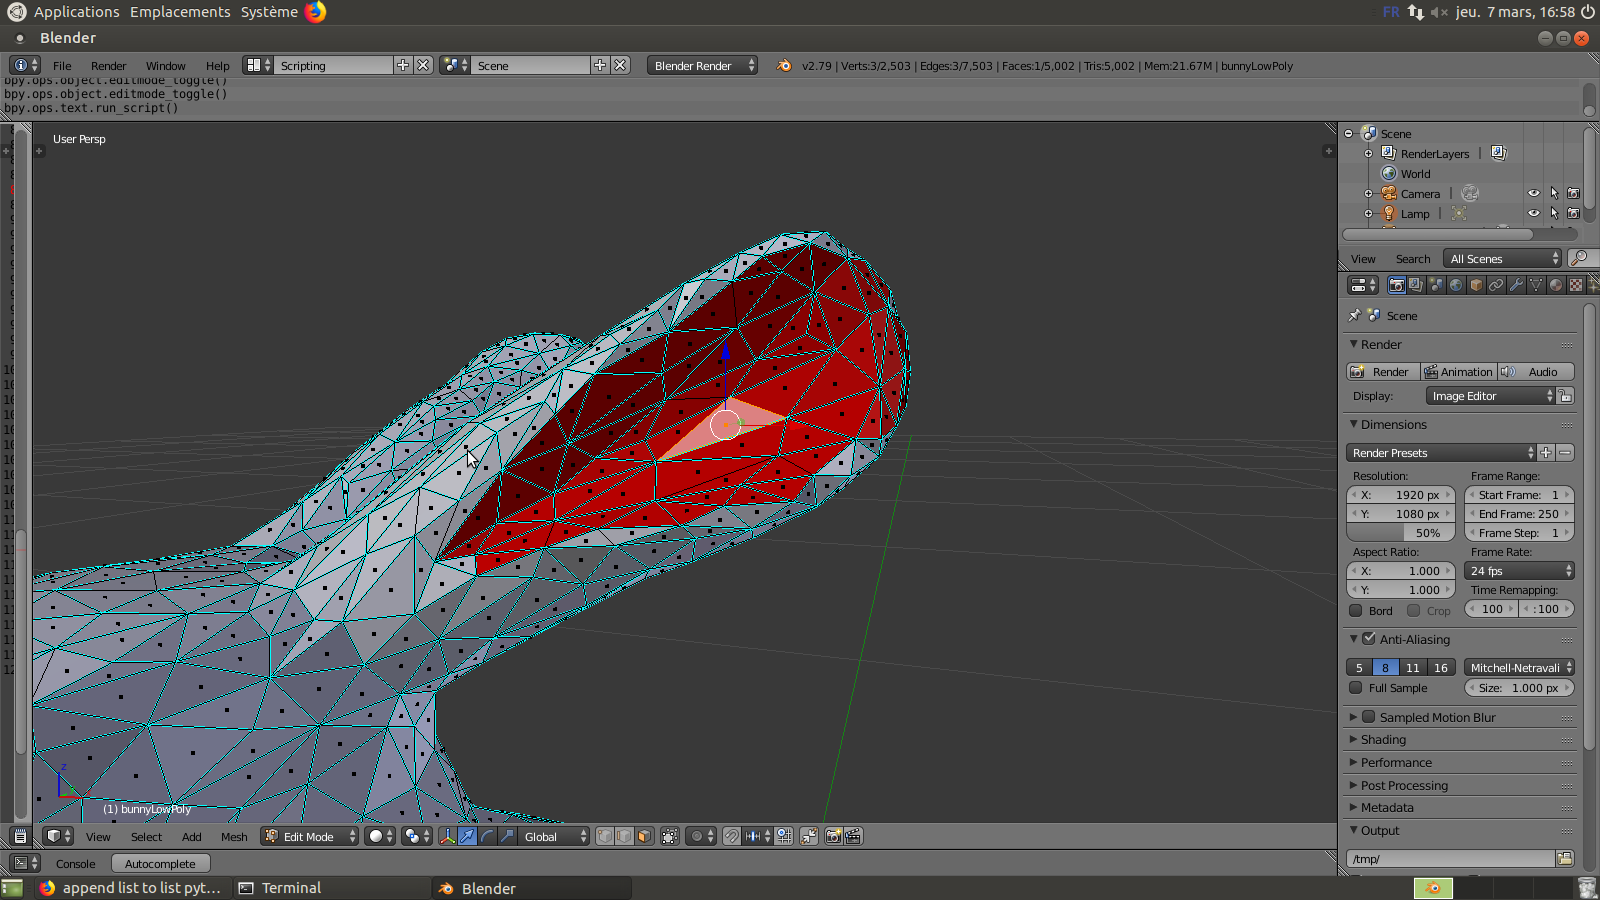 Applications Emplacements Système FR jeu. 7 mars, 16:58
Blender
File Render Window Help Scripting Scene Blender Render v2.79 | Verts:3/2,503 | Edges:3/7,503 | Faces:1/5,002 | Tris:5,002 | Mem:21.67M | bunnyLowPoly
bpy.ops.object.editmode_toggle()
bpy.ops.object.editmode_toggle()
bpy.ops.text.run_script()
User Persp
Scene
RenderLayers
World
Camera
Lamp
View Search All Scenes
Scene
Render
Render Animation Audio
Display: Image Editor
Dimensions
Render Presets
Resolution: Frame Range:
X: 1920 px Start Frame: 1
Y: 1080 px End Frame: 250
50% Frame Step: 1
Aspect Ratio: Frame Rate:
X: 1.000 24 fps
Y: 1.000 Time Remapping:
Bord Crop 100 :100
Anti-Aliasing
5 8 11 16 Mitchell-Netravali
Full Sample Size: 1.000 px
Sampled Motion Blur
Shading
Performance
Post Processing
Metadata
Output
/tmp/
z
(1) bunnyLowPoly
View Select Add Mesh Edit Mode Global
Console Autocomplete
append list to list pyt... Terminal Blender